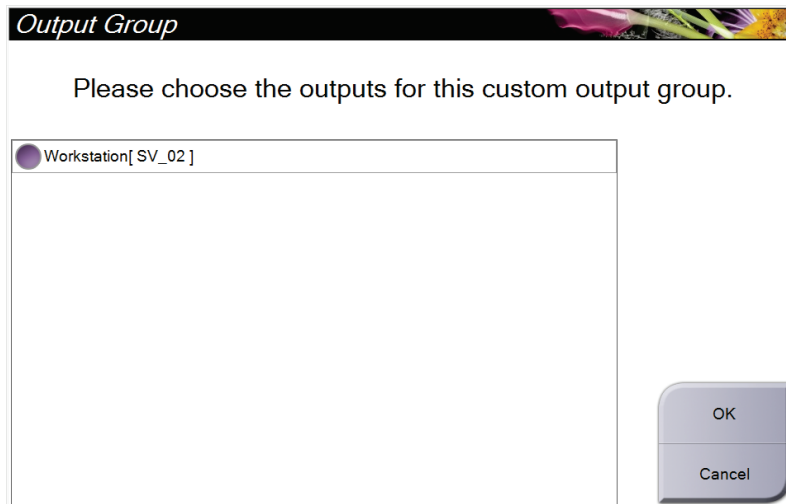 Output Group
Please choose the outputs for this custom output group.
Workstation[ SV_02 ]
OK
Cancel